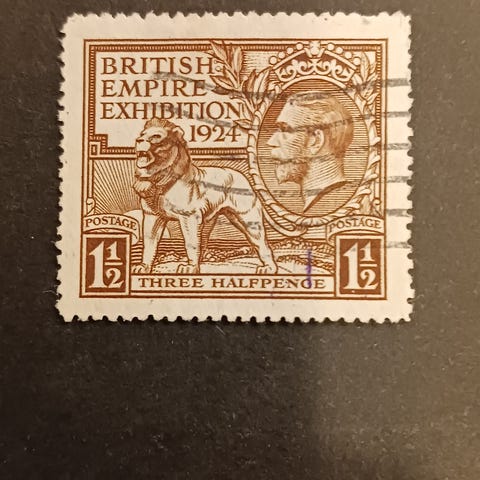 BRITISH
EMPIRE
EXHIBITION
1924
POSTAGE POSTAGE
1½ THREE HALFPENCE 1½